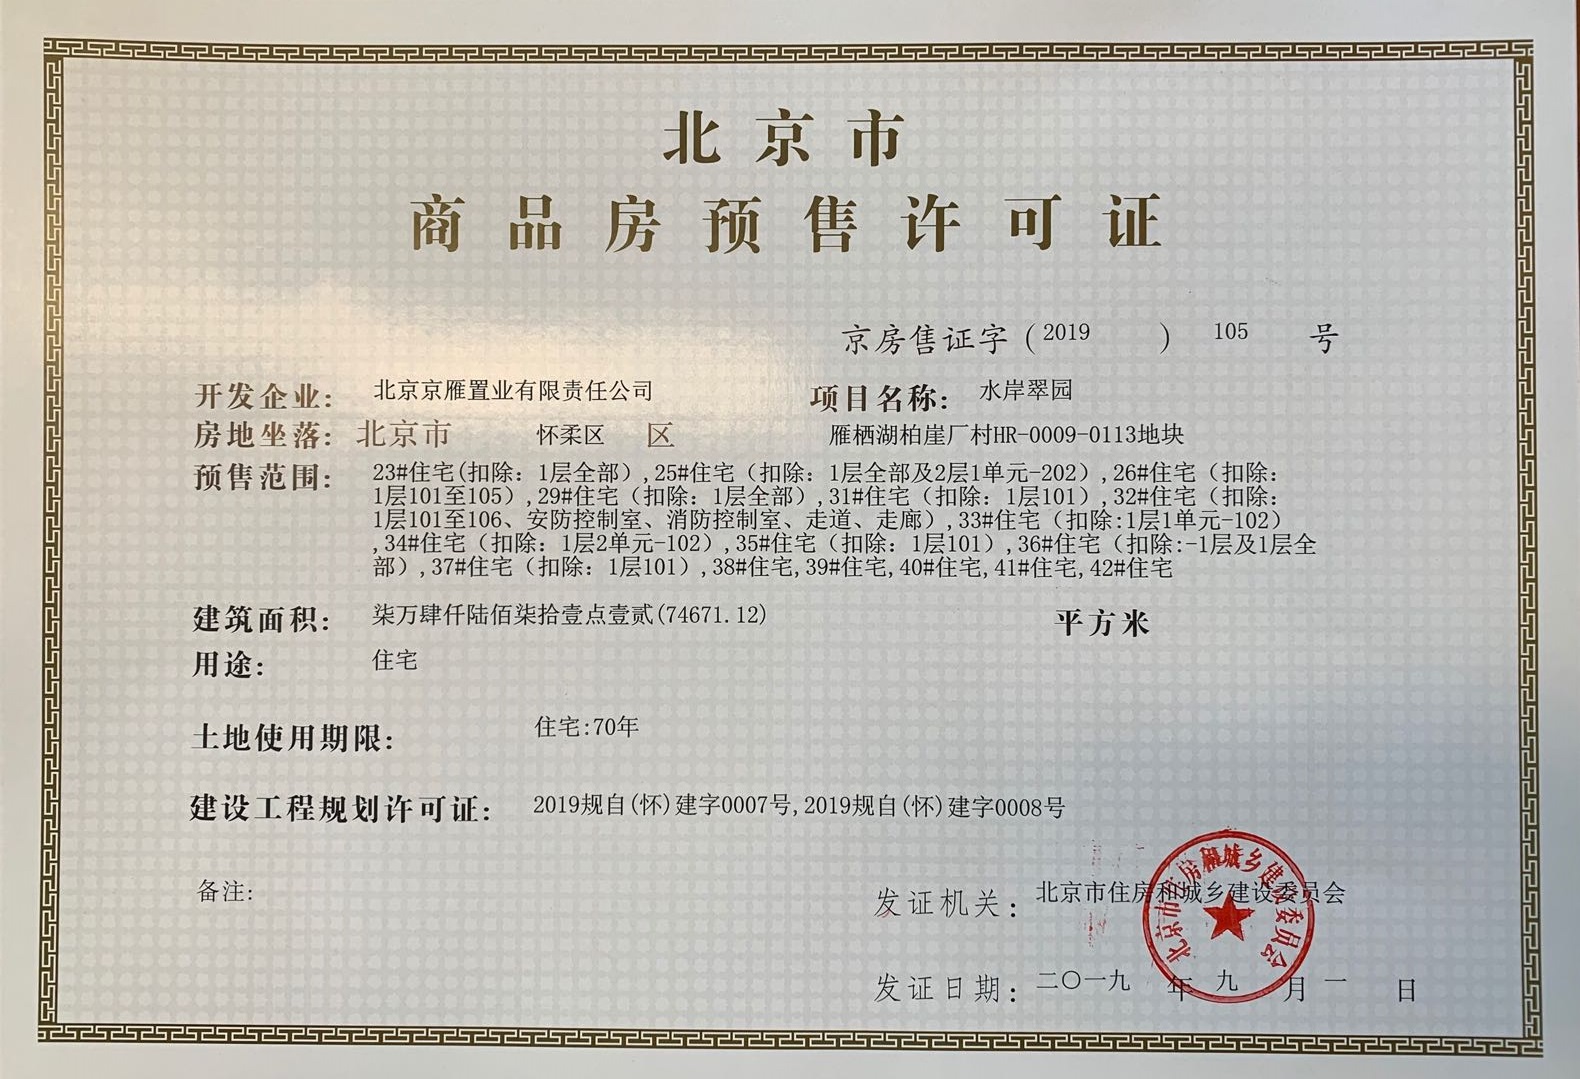 北京市
商品房预售许可证
京房售证字（2019）105号
开发企业：北京京雁置业有限责任公司 项目名称：水岸翠园
房地坐落：北京市 怀柔区 区 雁栖湖柏崖厂村HR-0009-0113地块
预售范围：23#住宅(扣除：1层全部）,25#住宅（扣除：1层全部及2层1单元-202）,26#住宅（扣除：
1层101至105）,29#住宅（扣除：1层全部）,31#住宅（扣除：1层101）,32#住宅（扣除：
1层101至106、安防控制室、消防控制室、走道、走廊）,33#住宅（扣除:1层1单元-102）
,34#住宅（扣除：1层2单元-102）,35#住宅（扣除：1层101）,36#住宅（扣除:-1层及1层全
部）,37#住宅（扣除：1层101）,38#住宅,39#住宅,40#住宅,41#住宅,42#住宅
建筑面积：柒万肆仟陆佰柒拾壹点壹贰(74671.12) 平方米
用途：住宅
土地使用期限：住宅:70年
建设工程规划许可证：2019规自(怀)建字0007号,2019规自(怀)建字0008号
备注：
发证机关：北京市住房和城乡建设委员会
北京市住房和城乡建设委员会
发证日期：二〇一九年九月一日